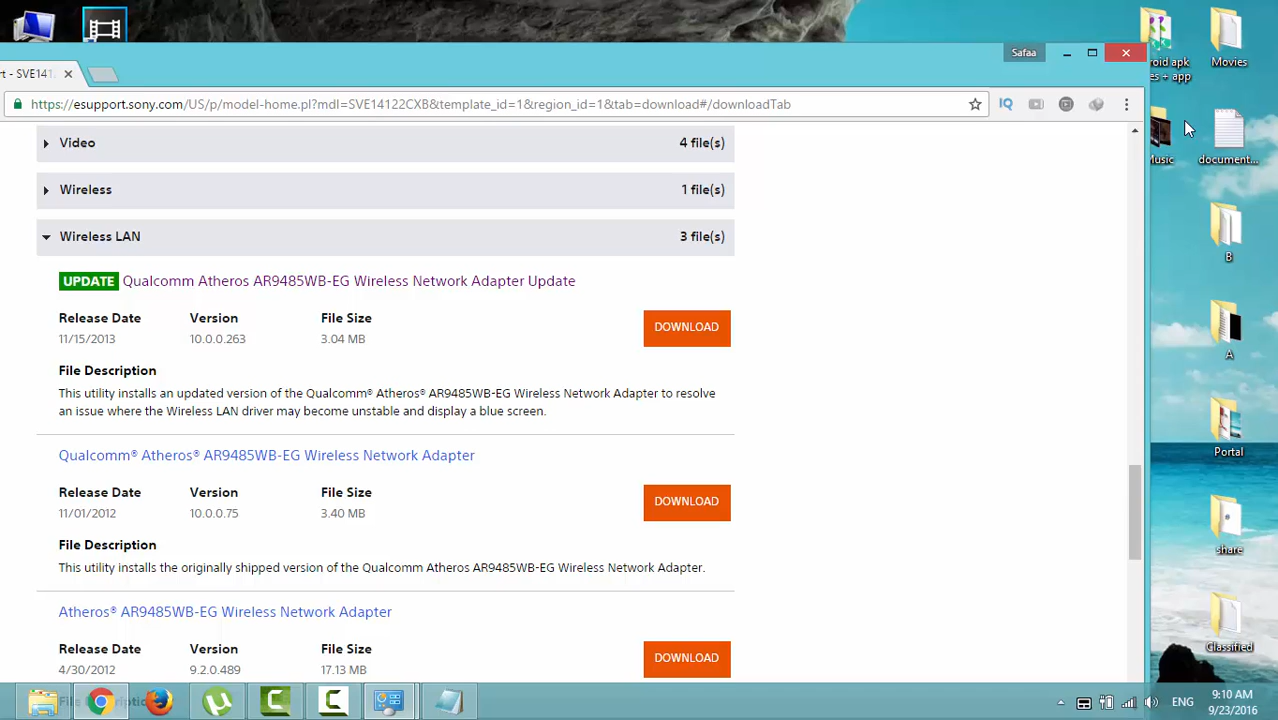 Safaa
rt - SVE141
https://esupport.sony.com/US/p/model-home.pl?mdl=SVE14122CXB&template_id=1&region_id=1&tab=download#/downloadTab
Video 4 file(s)
Wireless 1 file(s)
Wireless LAN 3 file(s)
UPDATE Qualcomm Atheros AR9485WB-EG Wireless Network Adapter Update
Release Date Version File Size
11/15/2013 10.0.0.263 3.04 MB
DOWNLOAD
File Description
This utility installs an updated version of the Qualcomm® Atheros® AR9485WB-EG Wireless Network Adapter to resolve
an issue where the Wireless LAN driver may become unstable and display a blue screen.
Qualcomm® Atheros® AR9485WB-EG Wireless Network Adapter
Release Date Version File Size
11/01/2012 10.0.0.75 3.40 MB
DOWNLOAD
File Description
This utility installs the originally shipped version of the Qualcomm Atheros AR9485WB-EG Wireless Network Adapter.
Atheros® AR9485WB-EG Wireless Network Adapter
Release Date Version File Size
4/30/2012 9.2.0.489 17.13 MB
DOWNLOAD
roid apk
es + app
Movies
Music
document...
B
A
Portal
share
Classified
ENG
9:10 AM
9/23/2016